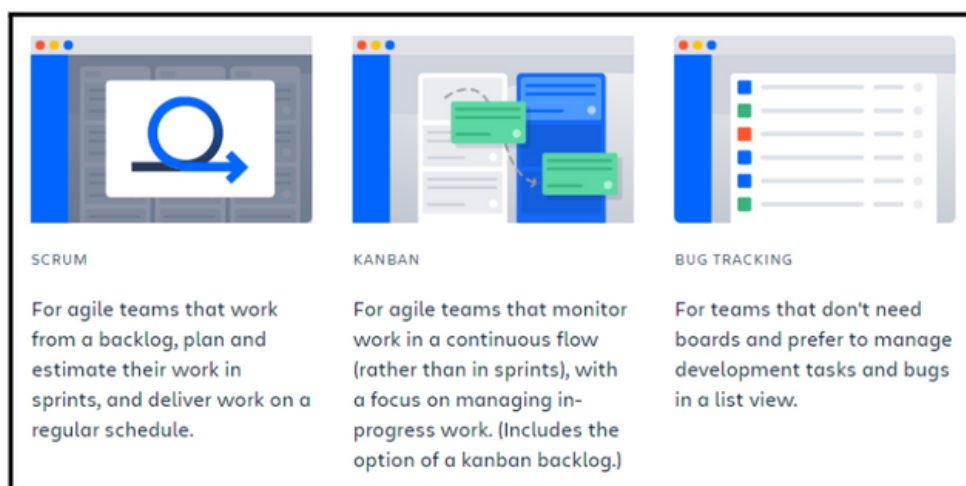 SCRUM
For agile teams that work
from a backlog, plan and
estimate their work in
sprints, and deliver work on a
regular schedule.
KANBAN
For agile teams that monitor
work in a continuous flow
(rather than in sprints), with
a focus on managing in-
progress work. (Includes the
option of a kanban backlog.)
BUG TRACKING
For teams that don't need
boards and prefer to manage
development tasks and bugs
in a list view.